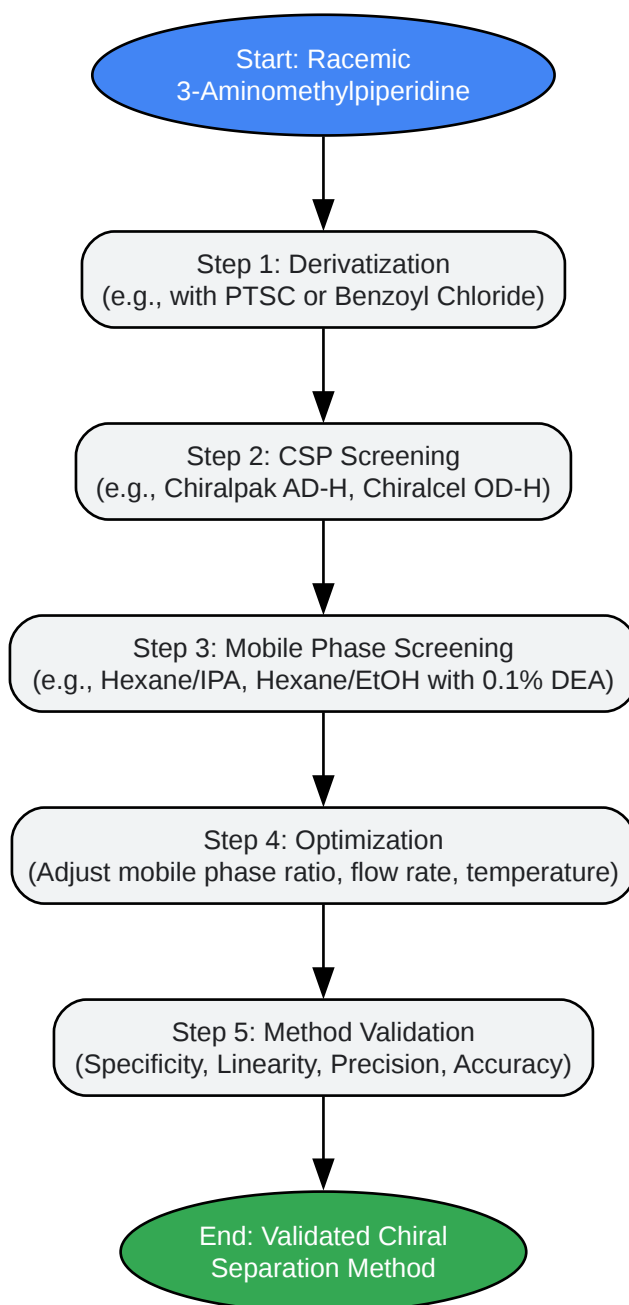 Start: Racemic
3-Aminomethylpiperidine
Step 1: Derivatization
(e.g., with PTSC or Benzoyl Chloride)
Step 2: CSP Screening
(e.g., Chiralpak AD-H, Chiralcel OD-H)
Step 3: Mobile Phase Screening
(e.g., Hexane/IPA, Hexane/EtOH with 0.1% DEA)
Step 4: Optimization
(Adjust mobile phase ratio, flow rate, temperature)
Step 5: Method Validation
(Specificity, Linearity, Precision, Accuracy)
End: Validated Chiral
Separation Method